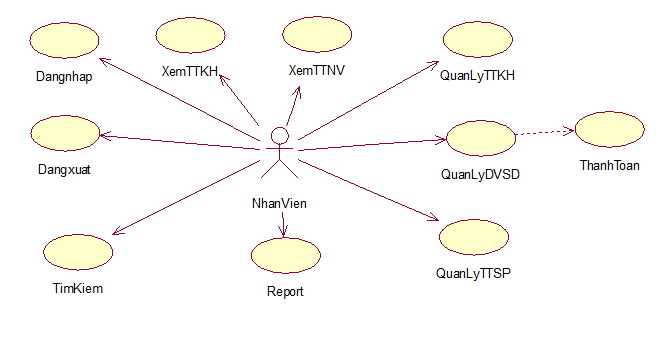 Dangnhap
XemTTKH
XemTTNV
QuanLyTTKH
Dangxuat
QuanLyDVSD
ThanhToan
NhanVien
TimKiem
Report
QuanLyTTSP